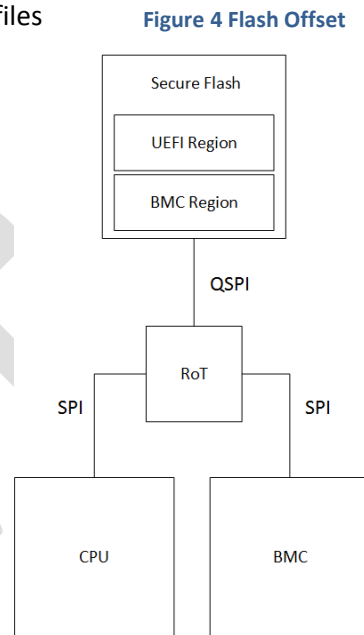 files
Figure 4 Flash Offset
Secure Flash
UEFI Region
BMC Region
QSPI
RoT
SPI
SPI
CPU
BMC